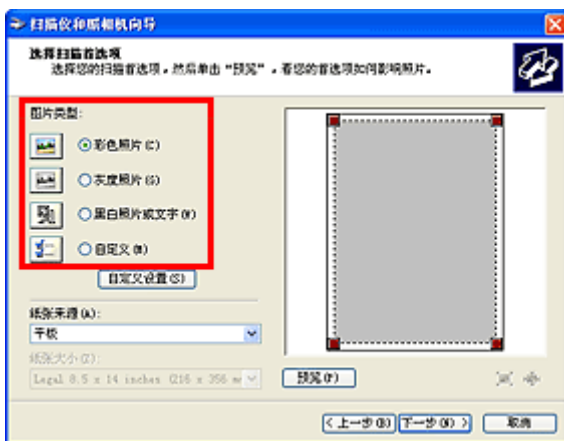 扫描仪和照相机向导
选择扫描首选项
选择您的扫描首选项，然后单击“预览”，看您的首选项如何影响照片。
图片类型:
彩色照片(C)
灰度照片(G)
黑白照片或文字(W)
自定义(M)
自定义设置(S)
纸张来源(A):
平板
纸张大小(Z):
Legal 8.5 x 14 inches (216 x 356 m
预览(P)
< 上一步(B) 下一步(N) > 取消